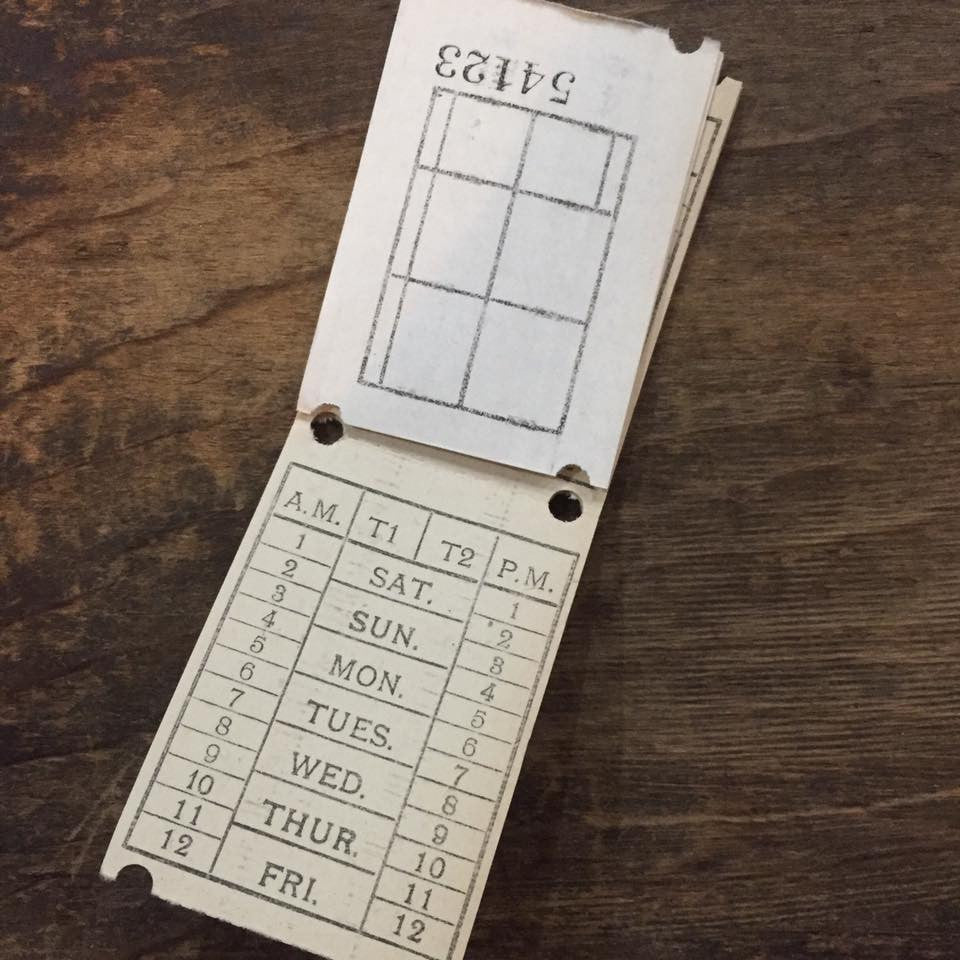 54123
A.M. T1 T2 P.M.
1 SAT. 1
2 SUN. 2
3 MON. 3
4 TUES. 4
5 WED. 5
6 THUR. 6
7 FRI. 7
8 8
9 9
10 10
11 11
12 12